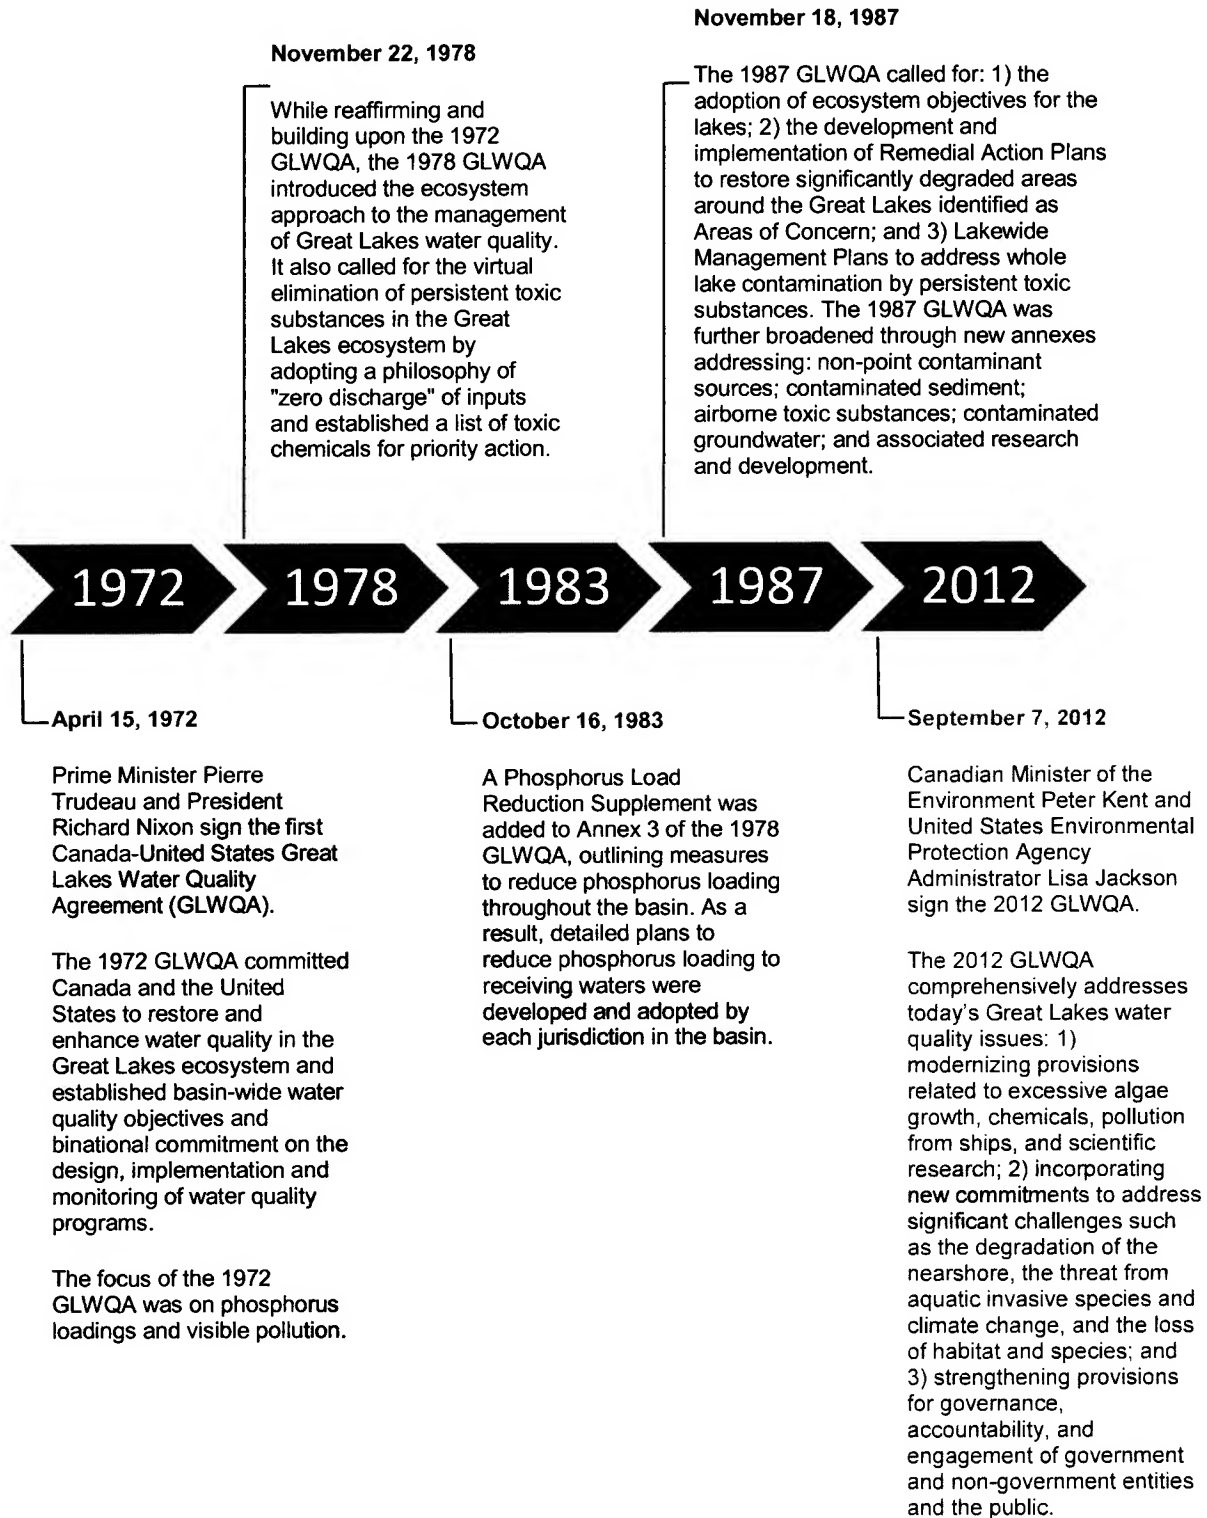 November 22, 1978
While reaffirming and
building upon the 1972
GLWQA, the 1978 GLWQA
introduced the ecosystem
approach to the management
of Great Lakes water quality.
It also called for the virtual
elimination of persistent toxic
substances in the Great
Lakes ecosystem by
adopting a philosophy of
"zero discharge" of inputs
and established a list of toxic
chemicals for priority action.
November 18, 1987
The 1987 GLWQA called for: 1) the
adoption of ecosystem objectives for the
lakes; 2) the development and
implementation of Remedial Action Plans
to restore significantly degraded areas
around the Great Lakes identified as
Areas of Concern; and 3) Lakewide
Management Plans to address whole
lake contamination by persistent toxic
substances. The 1987 GLWQA was
further broadened through new annexes
addressing: non-point contaminant
sources; contaminated sediment;
airborne toxic substances; contaminated
groundwater; and associated research
and development.
1972
1978
1983
1987
2012
April 15, 1972
Prime Minister Pierre
Trudeau and President
Richard Nixon sign the first
Canada-United States Great
Lakes Water Quality
Agreement (GLWQA).
The 1972 GLWQA committed
Canada and the United
States to restore and
enhance water quality in the
Great Lakes ecosystem and
established basin-wide water
quality objectives and
binational commitment on the
design, implementation and
monitoring of water quality
programs.
The focus of the 1972
GLWQA was on phosphorus
loadings and visible pollution.
October 16, 1983
A Phosphorus Load
Reduction Supplement was
added to Annex 3 of the 1978
GLWQA, outlining measures
to reduce phosphorus loading
throughout the basin. As a
result, detailed plans to
reduce phosphorus loading to
receiving waters were
developed and adopted by
each jurisdiction in the basin.
September 7, 2012
Canadian Minister of the
Environment Peter Kent and
United States Environmental
Protection Agency
Administrator Lisa Jackson
sign the 2012 GLWQA.
The 2012 GLWQA
comprehensively addresses
today's Great Lakes water
quality issues: 1)
modernizing provisions
related to excessive algae
growth, chemicals, pollution
from ships, and scientific
research; 2) incorporating
new commitments to address
significant challenges such
as the degradation of the
nearshore, the threat from
aquatic invasive species and
climate change, and the loss
of habitat and species; and
3) strengthening provisions
for governance,
accountability, and
engagement of government
and non-government entities
and the public.